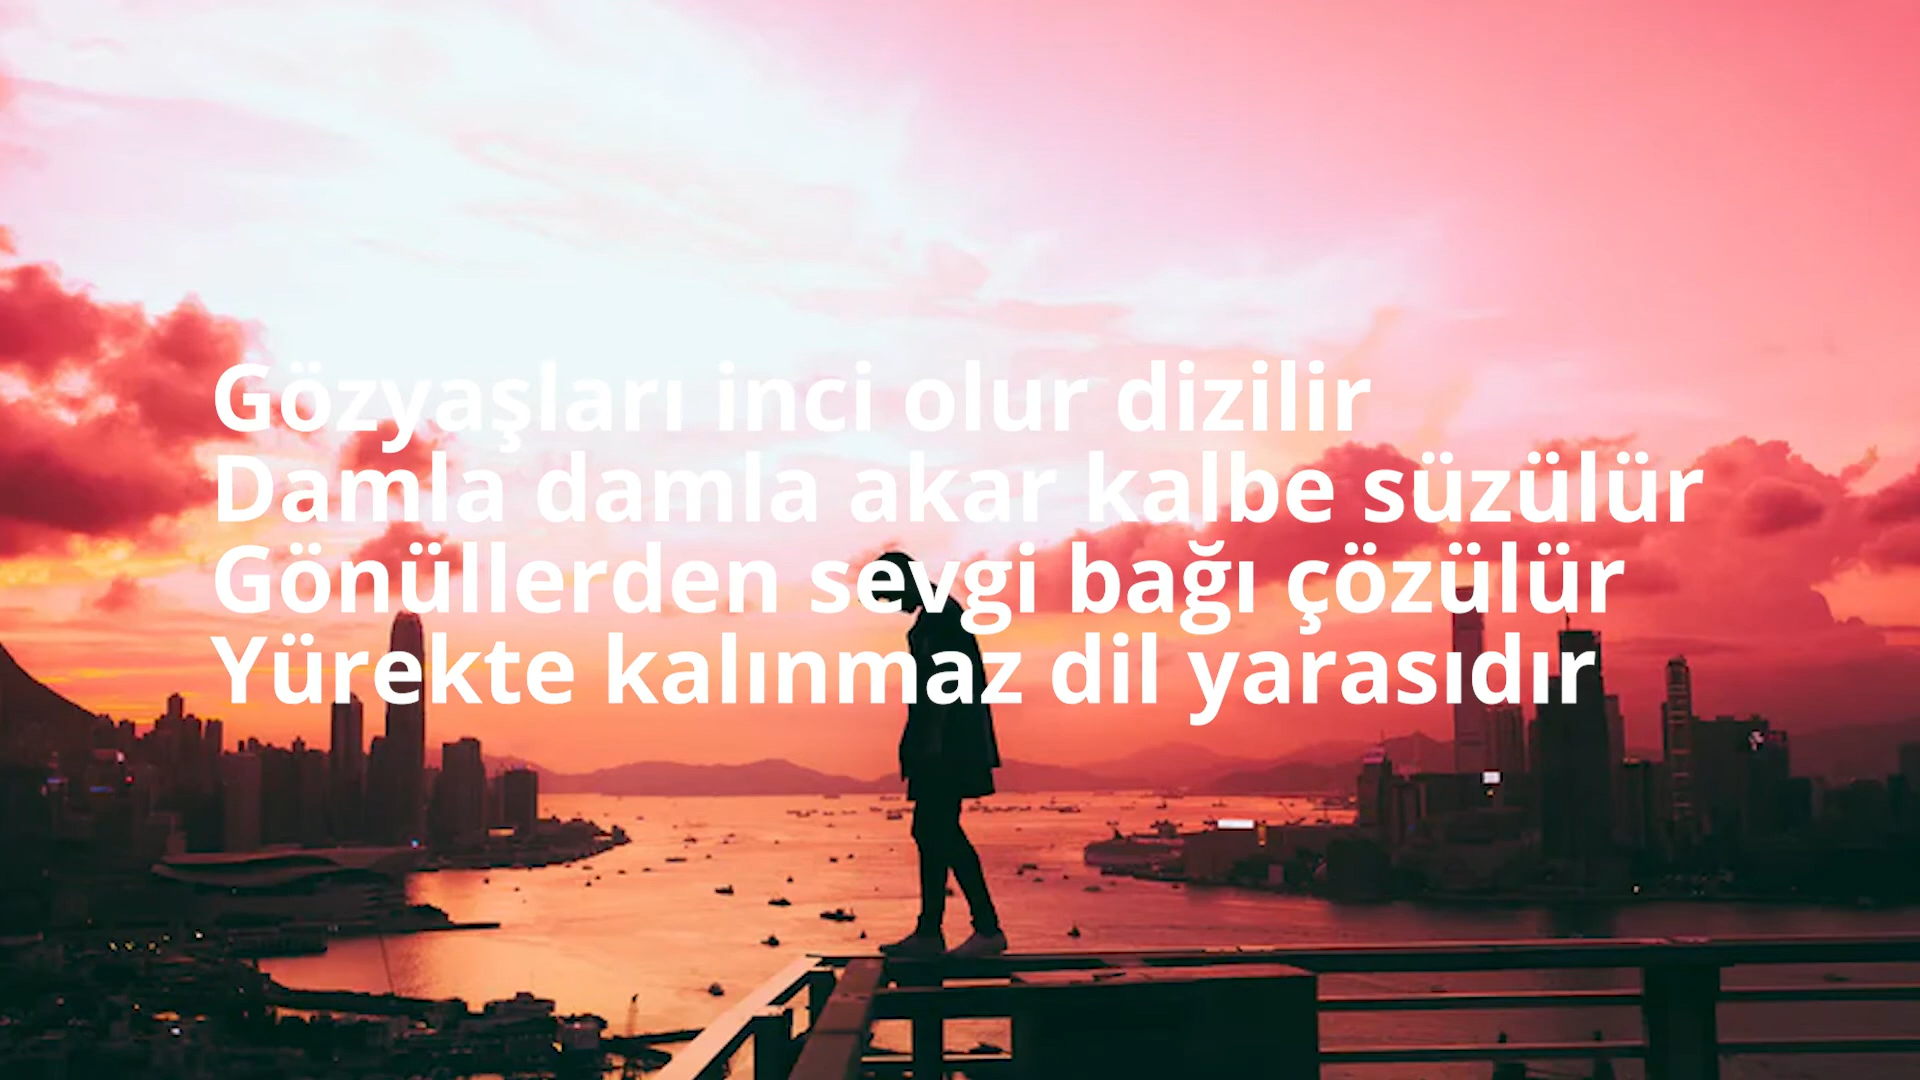 Gözyaşları inci olur dizilir
Damla damla akar kalbe süzülür
Gönüllerden sevgi bağı çözülür
Yürekte kalınmaz dil yarasıdır